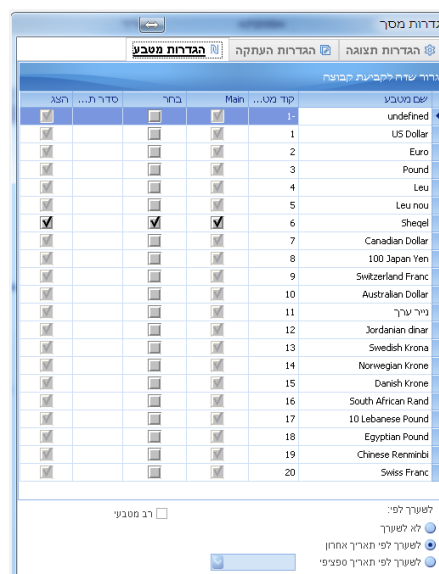 גדרות מסך
הגדרות תצוגה הגדרות העתקה הגדרות מטבע
גרור שדה לקביעת קבוצה
שם מטבע קוד מט... Main בחר סדר ת... הצג
undefined -1
US Dollar 1
Euro 2
Pound 3
Leu 4
Leu nou 5
Sheqel 6
Canadian Dollar 7
100 Japan Yen 8
Switzerland Franc 9
Australian Dollar 10
נייר ערך 11
Jordanian dinar 12
Swedish Krona 13
Norwegian Krone 14
Danish Krone 15
South African Rand 16
10 Lebanese Pound 17
Egyptian Pound 18
Chinese Renminbi 19
Swiss Franc 20
לשערך לפי: רב מטבעי
לא לשערך
לשערך לפי תאריך אחרון
לשערך לפי תאריך ספציפי